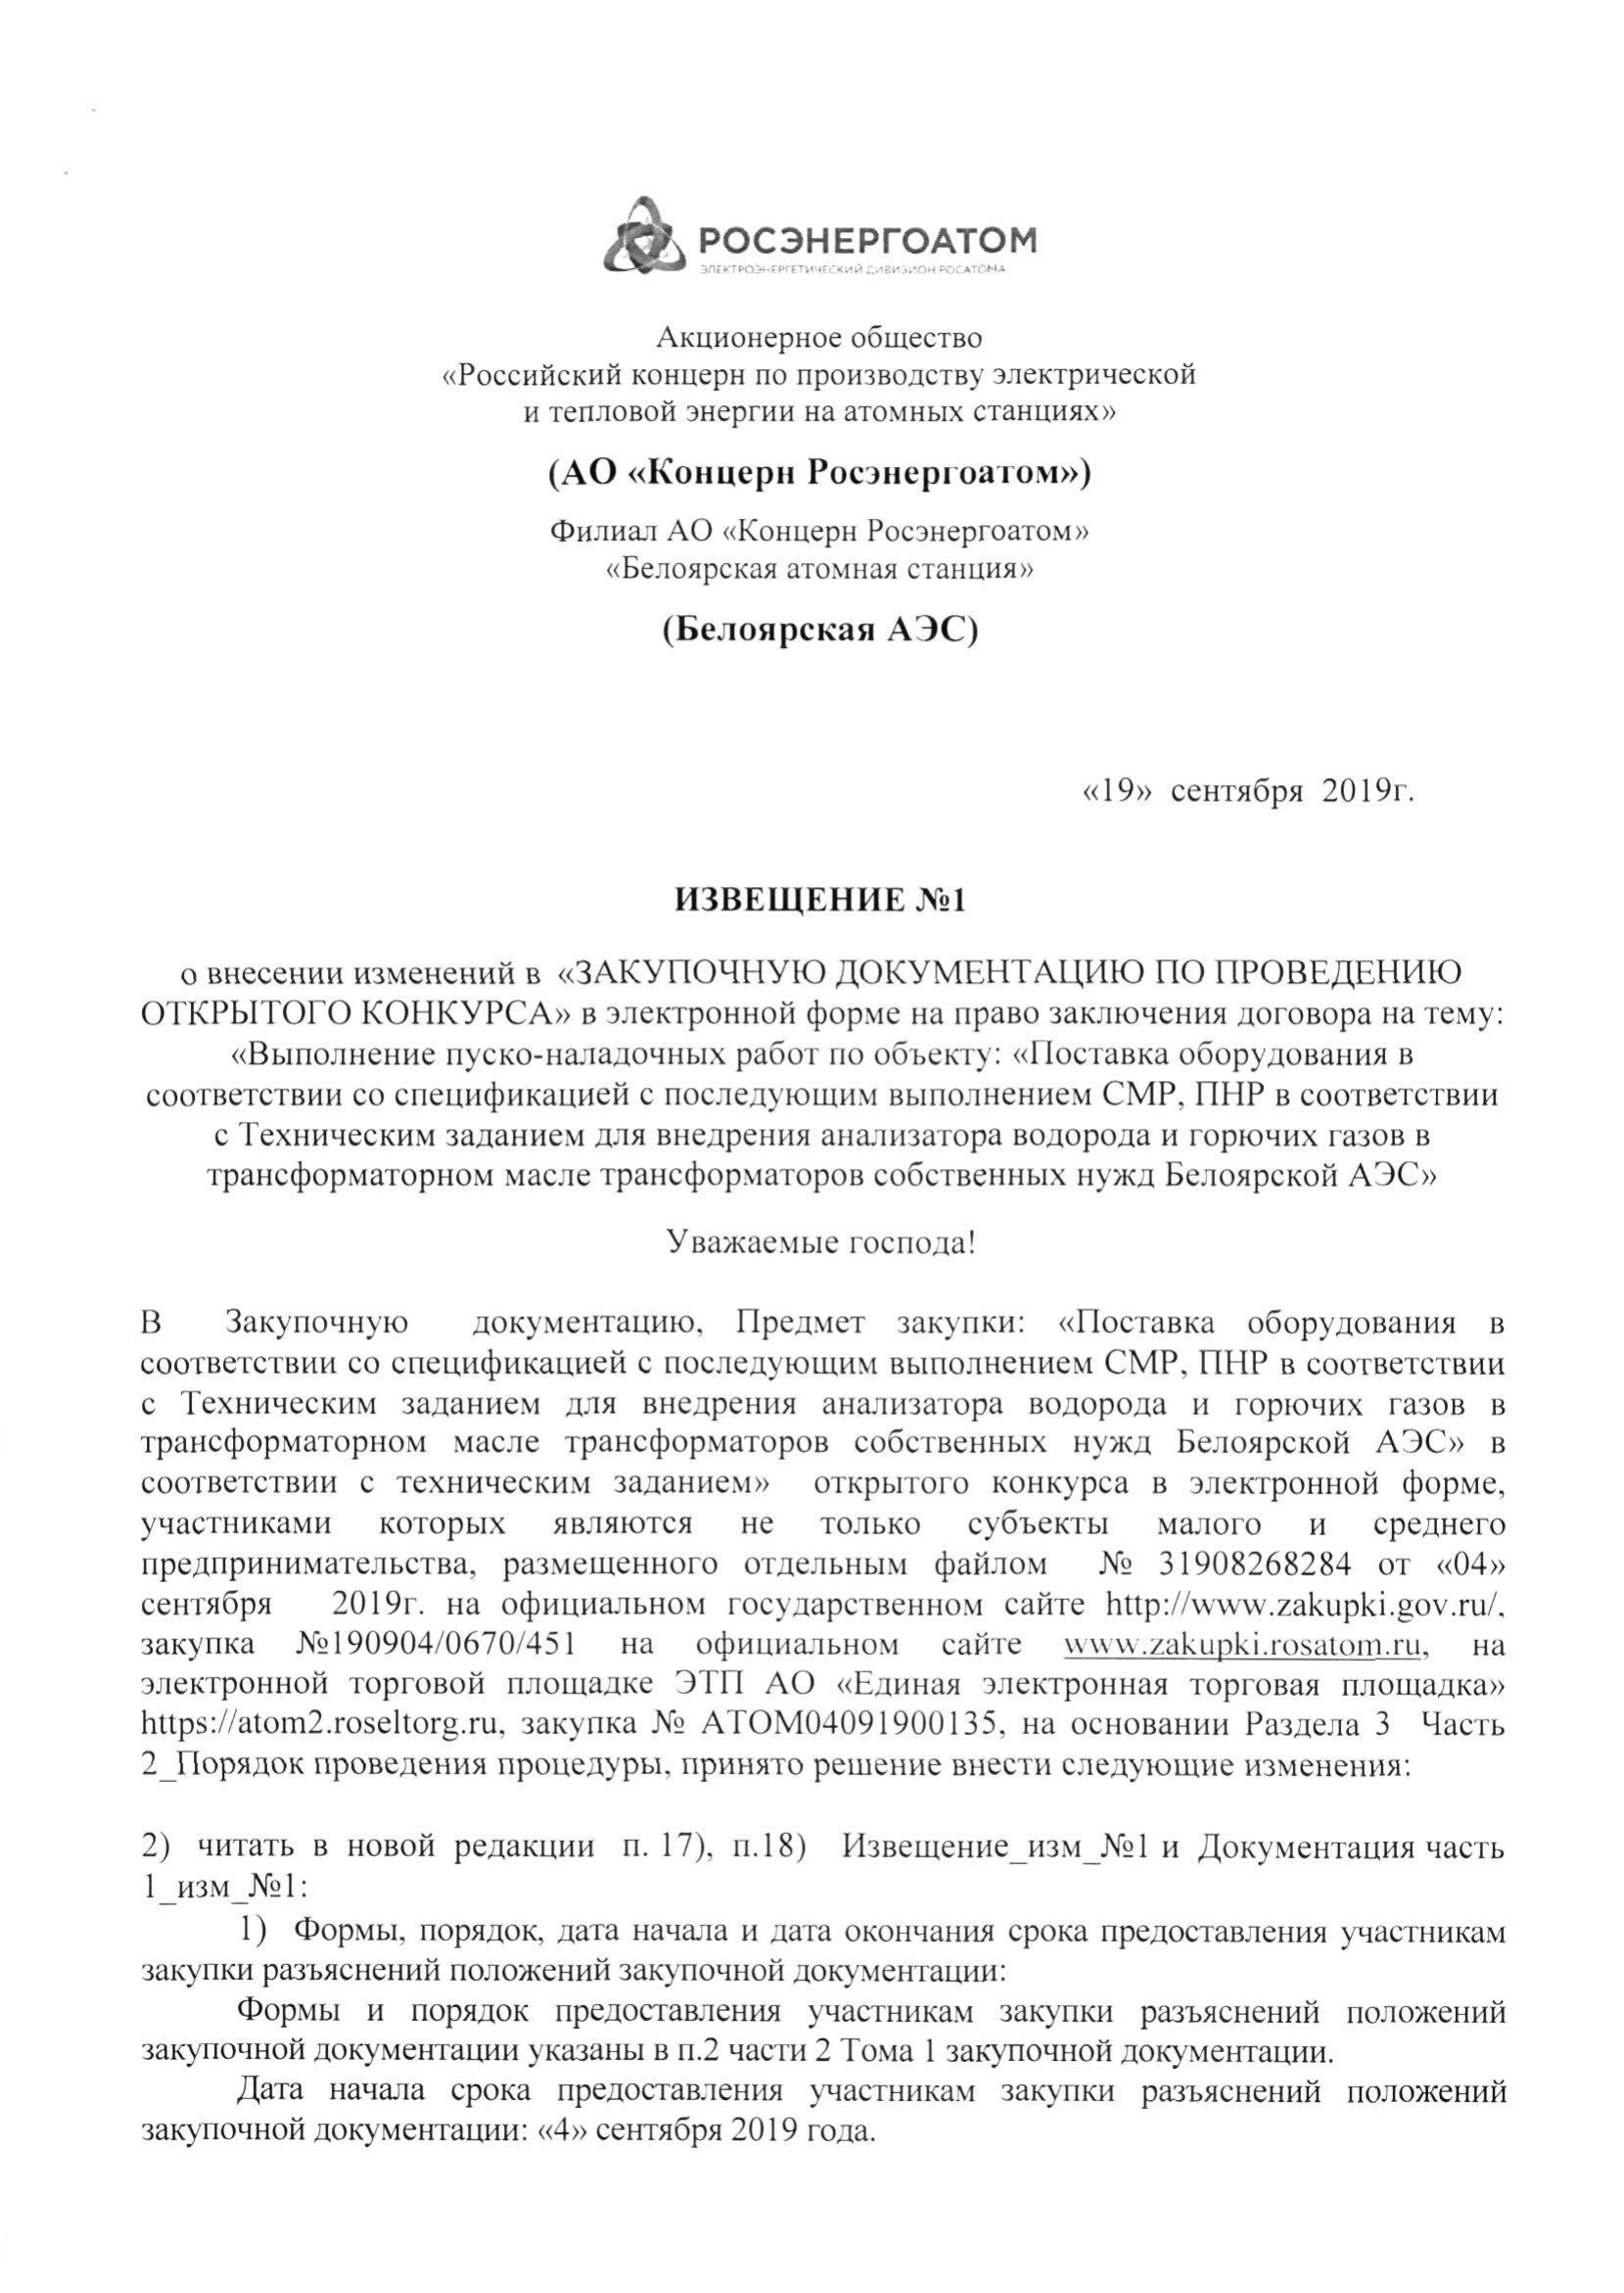 РОСЭНЕРГОАТОМ
ЭЛЕКТРОЭНЕРГЕТИЧЕСКИЙ ДИВИЗИОН РОСАТОМА
Акционерное общество
«Российский концерн по производству электрической
и тепловой энергии на атомных станциях»
(АО «Концерн Росэнергоатом»)
Филиал АО «Концерн Росэнергоатом»
«Белоярская атомная станция»
(Белоярская АЭС)
«19» сентября 2019г.
ИЗВЕЩЕНИЕ №1
о внесении изменений в «ЗАКУПОЧНУЮ ДОКУМЕНТАЦИЮ ПО ПРОВЕДЕНИЮ
ОТКРЫТОГО КОНКУРСА» в электронной форме на право заключения договора на тему:
«Выполнение пуско-наладочных работ по объекту: «Поставка оборудования в
соответствии со спецификацией с последующим выполнением СМР, ПНР в соответствии
с Техническим заданием для внедрения анализатора водорода и горючих газов в
трансформаторном масле трансформаторов собственных нужд Белоярской АЭС»
Уважаемые господа!
В Закупочную документацию, Предмет закупки: «Поставка оборудования в
соответствии со спецификацией с последующим выполнением СМР, ПНР в соответствии
с Техническим заданием для внедрения анализатора водорода и горючих газов в
трансформаторном масле трансформаторов собственных нужд Белоярской АЭС» в
соответствии с техническим заданием» открытого конкурса в электронной форме,
участниками которых являются не только субъекты малого и среднего
предпринимательства, размещенного отдельным файлом № 31908268284 от «04»
сентября 2019г. на официальном государственном сайте http://www.zakupki.gov.ru/,
закупка №190904/0670/451 на официальном сайте www.zakupki.rosatom.ru, на
электронной торговой площадке ЭТП АО «Единая электронная торговая площадка»
https://atom2.roseltorg.ru, закупка № АТОМ04091900135, на основании Раздела 3 Часть
2_Порядок проведения процедуры, принято решение внести следующие изменения:
2) читать в новой редакции п. 17), п.18) Извещение_изм_№1 и Документация часть
1_изм_№1:
1) Формы, порядок, дата начала и дата окончания срока предоставления участникам
закупки разъяснений положений закупочной документации:
Формы и порядок предоставления участникам закупки разъяснений положений
закупочной документации указаны в п.2 части 2 Тома 1 закупочной документации.
Дата начала срока предоставления участникам закупки разъяснений положений
закупочной документации: «4» сентября 2019 года.